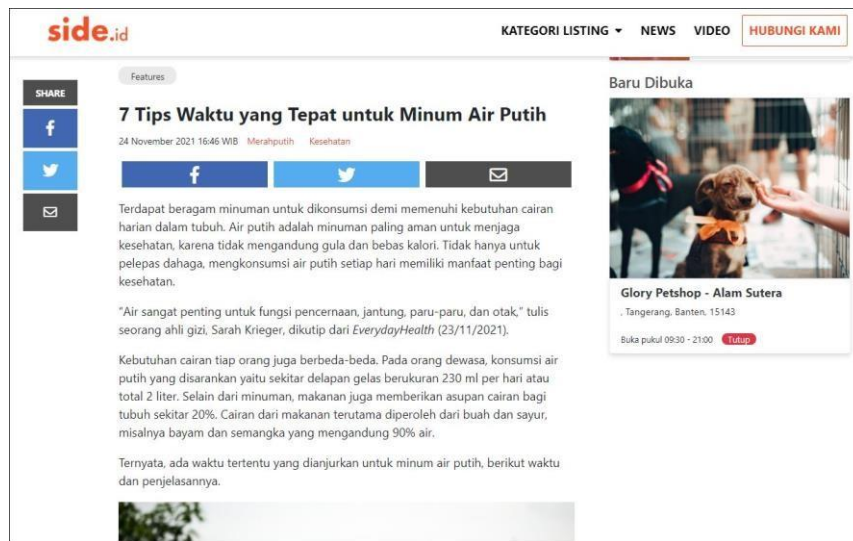 side.id
KATEGORI LISTING
NEWS
VIDEO
HUBUNGI KAMI
SHARE
Features
7 Tips Waktu yang Tepat untuk Minum Air Putih
24 November 2021 16:46 WIB Merahputih Kesehatan
Terdapat beragam minuman untuk dikonsumsi demi memenuhi kebutuhan cairan
harian dalam tubuh. Air putih adalah minuman paling aman untuk menjaga
kesehatan, karena tidak mengandung gula dan bebas kalori. Tidak hanya untuk
pelepas dahaga, mengkonsumsi air putih setiap hari memiliki manfaat penting bagi
kesehatan.
"Air sangat penting untuk fungsi pencernaan, jantung, paru-paru, dan otak," tulis
seorang ahli gizi, Sarah Krieger, dikutip dari EverydayHealth (23/11/2021).
Kebutuhan cairan tiap orang juga berbeda-beda. Pada orang dewasa, konsumsi air
putih yang disarankan yaitu sekitar delapan gelas berukuran 230 ml per hari atau
total 2 liter. Selain dari minuman, makanan juga memberikan asupan cairan bagi
tubuh sekitar 20%. Cairan dari makanan terutama diperoleh dari buah dan sayur,
misalnya bayam dan semangka yang mengandung 90% air.
Ternyata, ada waktu tertentu yang dianjurkan untuk minum air putih, berikut waktu
dan penjelasannya.
Baru Dibuka
Glory Petshop - Alam Sutera
. Tangerang, Banten, 15143
Buka pukul 09:30 - 21:00 Tutup